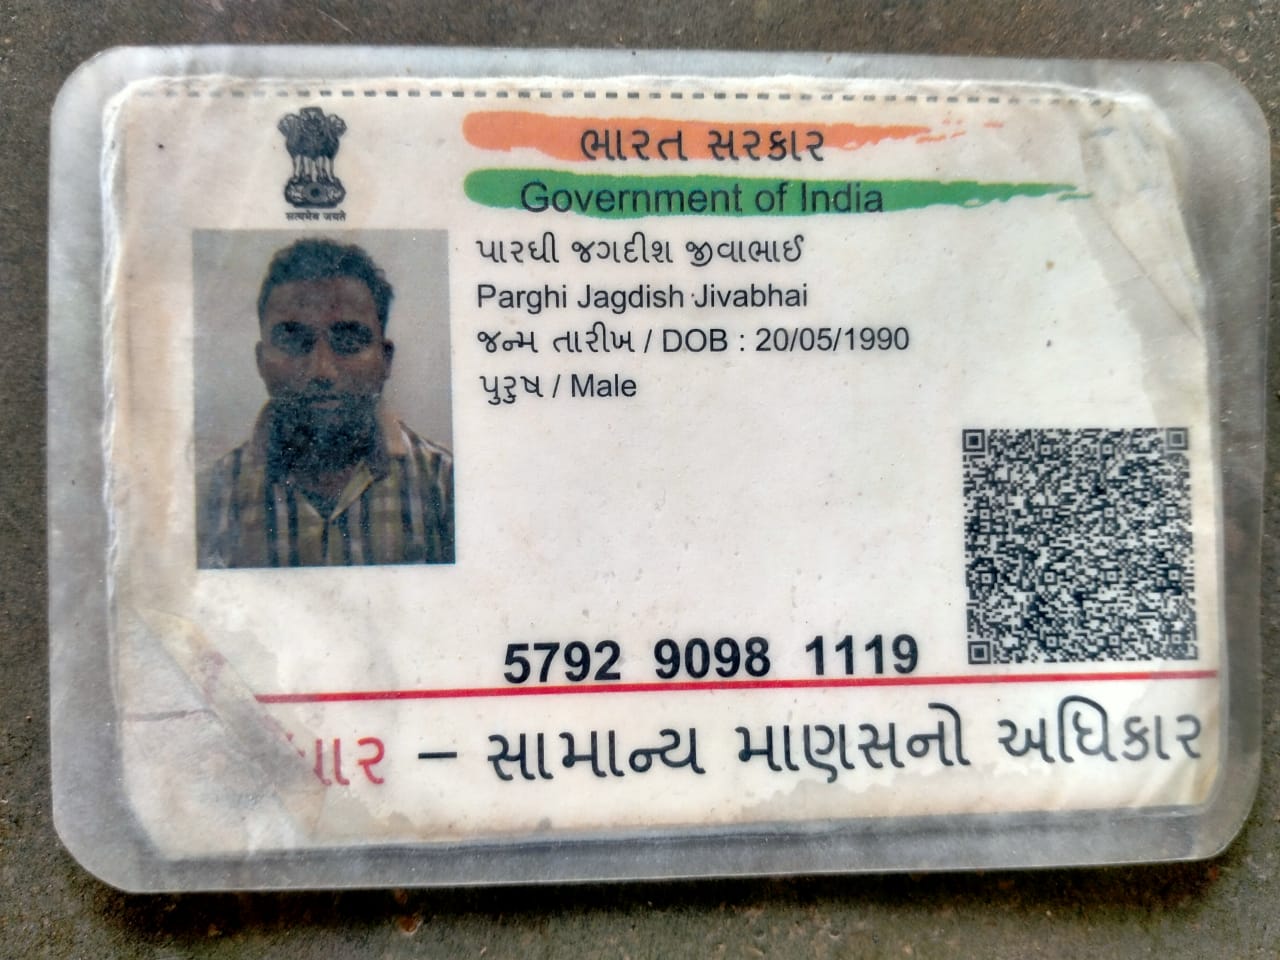 ભારત સરકાર
Government of India
सत्यमेव जयते
પારઘી જગદીશ જીવાભાઈ
Parghi Jagdish Jivabhai
જન્મ તારીખ / DOB : 20/05/1990
પુરુષ / Male
5792 9098 1119
– સામાન્ય માણસનો અધિકાર